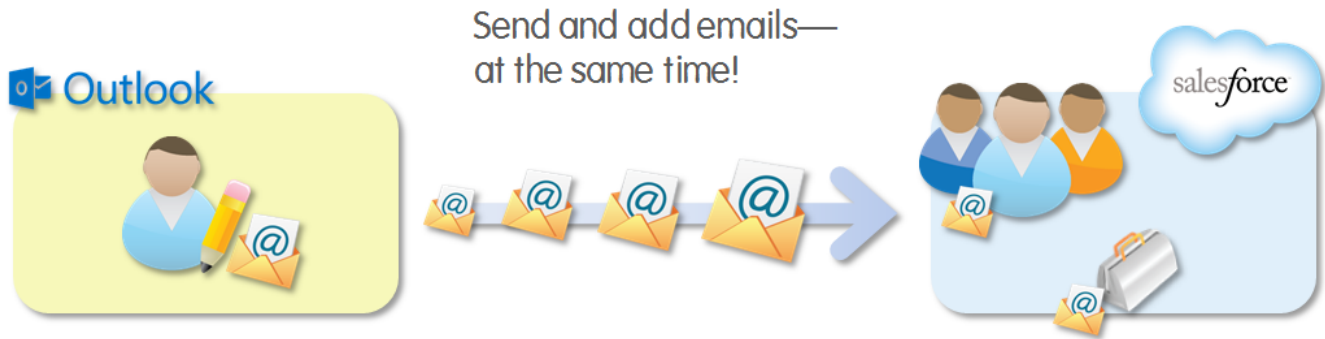 Send and add emails—
at the same time!
Outlook
salesforce
@
@
@
@
@
@
@